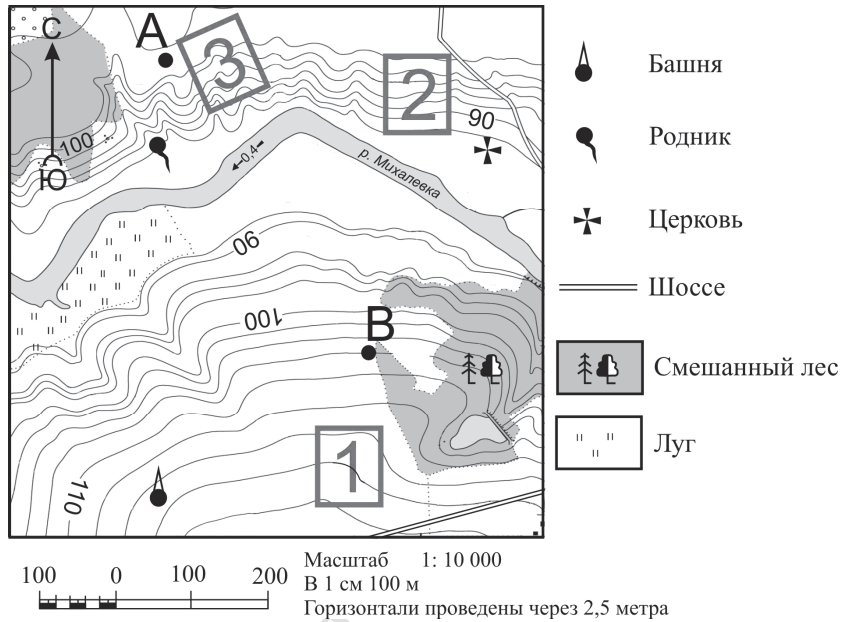 С
А
3
2
90
100
Ю
0,4
р. Михалевка
90
100
В
1
110
Башня
Родник
Церковь
Шоссе
Смешанный лес
Луг
100 0 100 200
Масштаб 1: 10 000
В 1 см 100 м
Горизонтали проведены через 2,5 метра